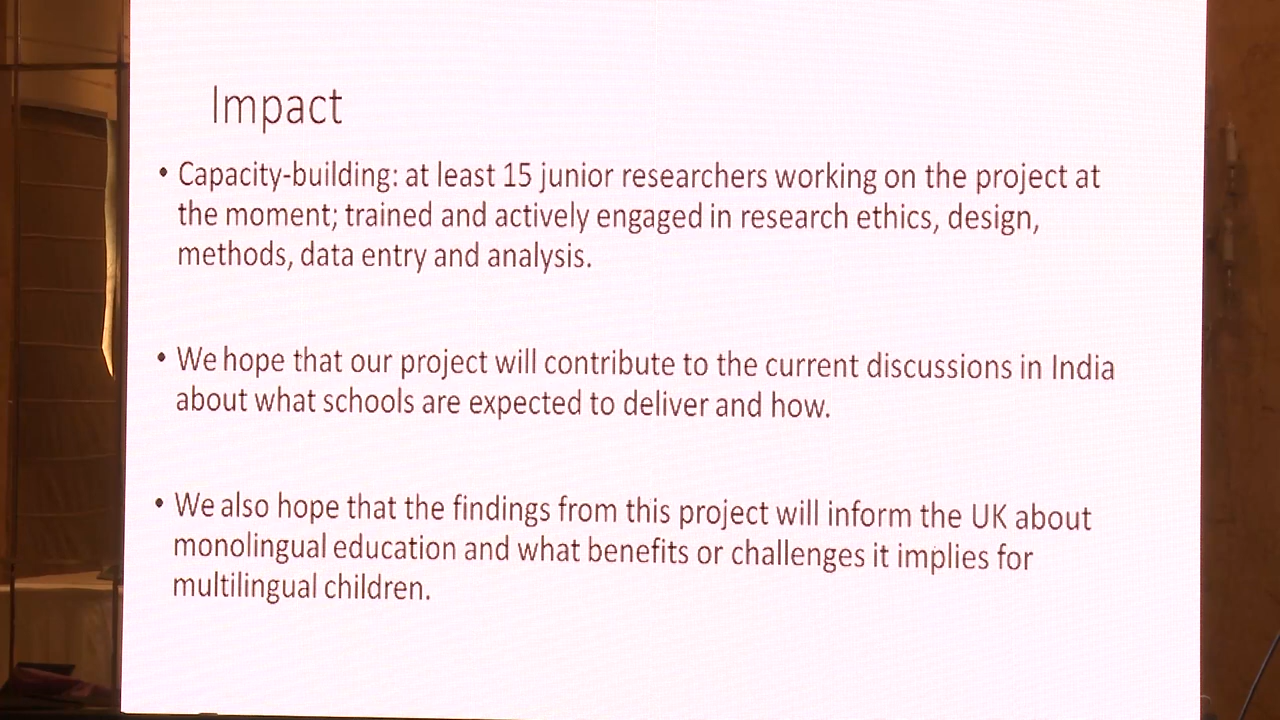 Impact
• Capacity-building: at least 15 junior researchers working on the project at
the moment; trained and actively engaged in research ethics, design,
methods, data entry and analysis.
• We hope that our project will contribute to the current discussions in India
about what schools are expected to deliver and how.
• We also hope that the findings from this project will inform the UK about
monolingual education and what benefits or challenges it implies for
multilingual children.